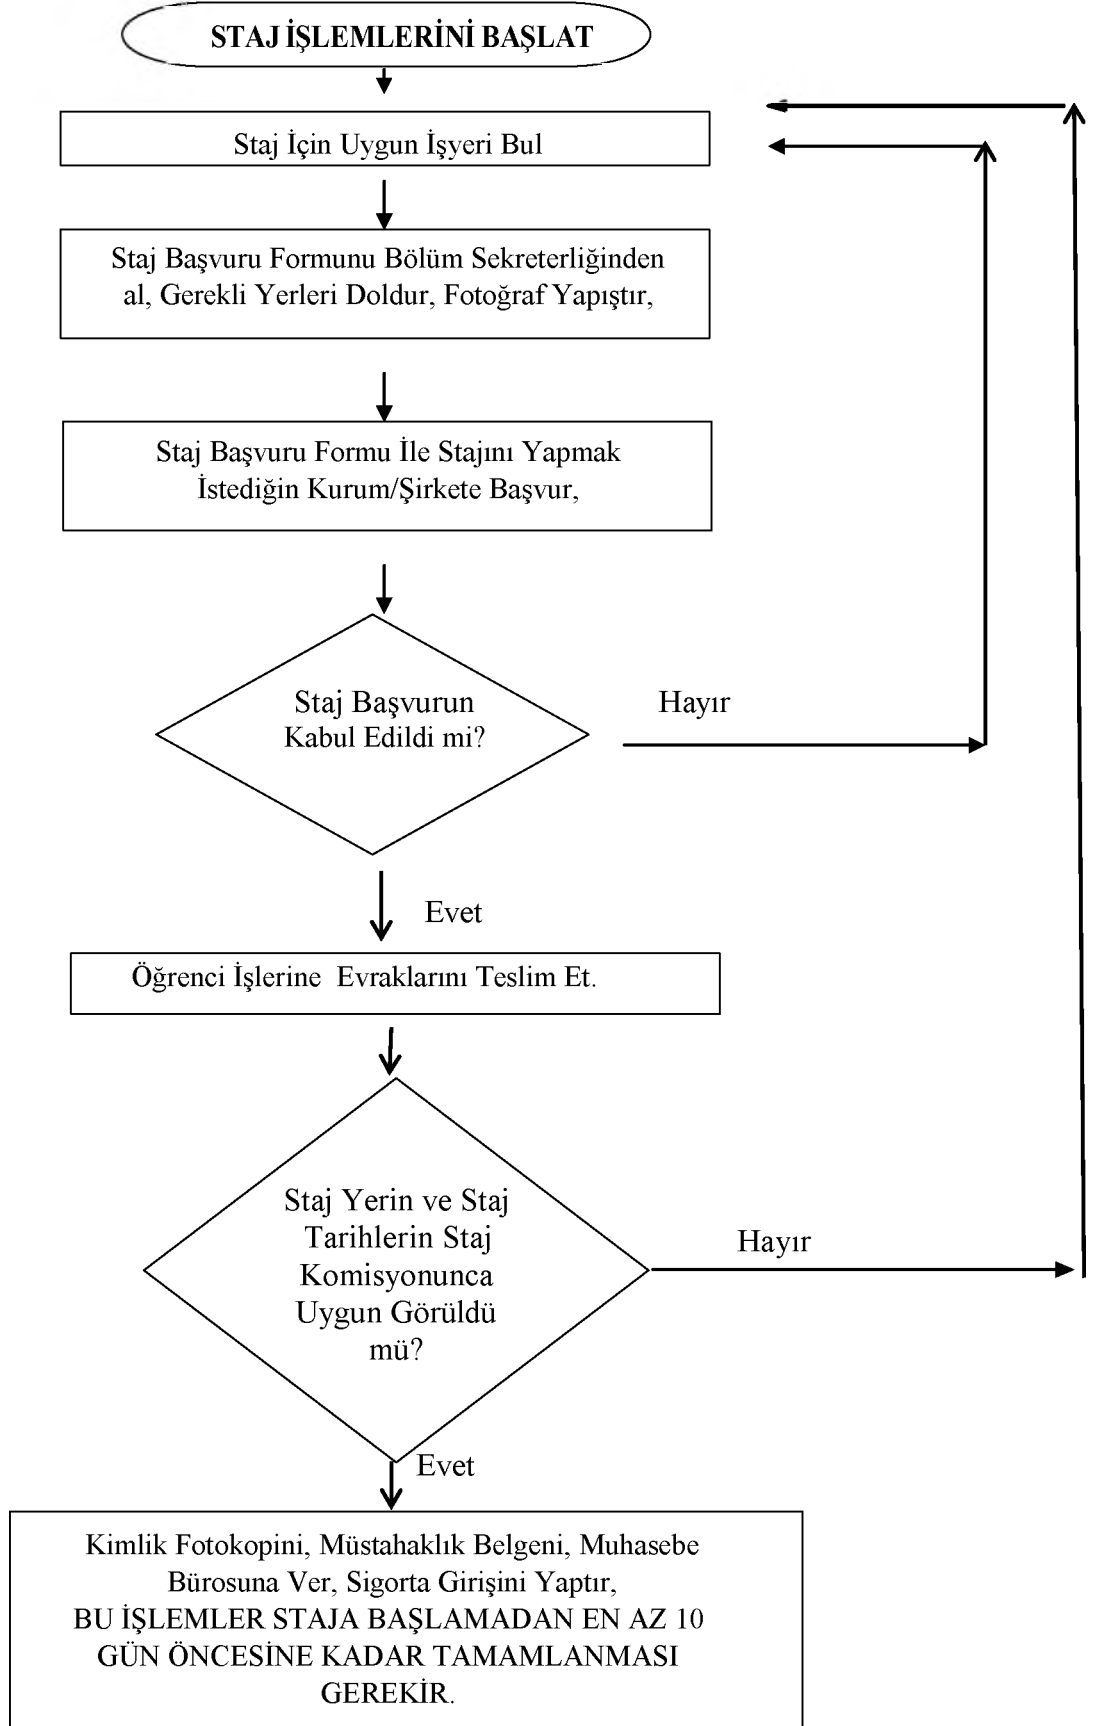 STAJ İŞLEMLERİNİ BAŞLAT
Staj İçin Uygun İşyeri Bul
Staj Başvuru Formunu Bölüm Sekreterliğinden
al, Gerekli Yerleri Doldur, Fotoğraf Yapıştır,
Staj Başvuru Formu İle Stajını Yapmak
İstediğin Kurum/Şirkete Başvur,
Staj Başvurun
Kabul Edildi mi?
Hayır
Evet
Öğrenci İşlerine Evraklarını Teslim Et.
Staj Yerin ve Staj
Tarihlerin Staj
Komisyonunca
Uygun Görüldü
mü?
Hayır
Evet
Kimlik Fotokopini, Müstahaklık Belgeni, Muhasebe
Bürosuna Ver, Sigorta Girişini Yaptır,
BU İŞLEMLER STAJA BAŞLAMADAN EN AZ 10
GÜN ÖNCESİNE KADAR TAMAMLANMASI
GEREKİR.